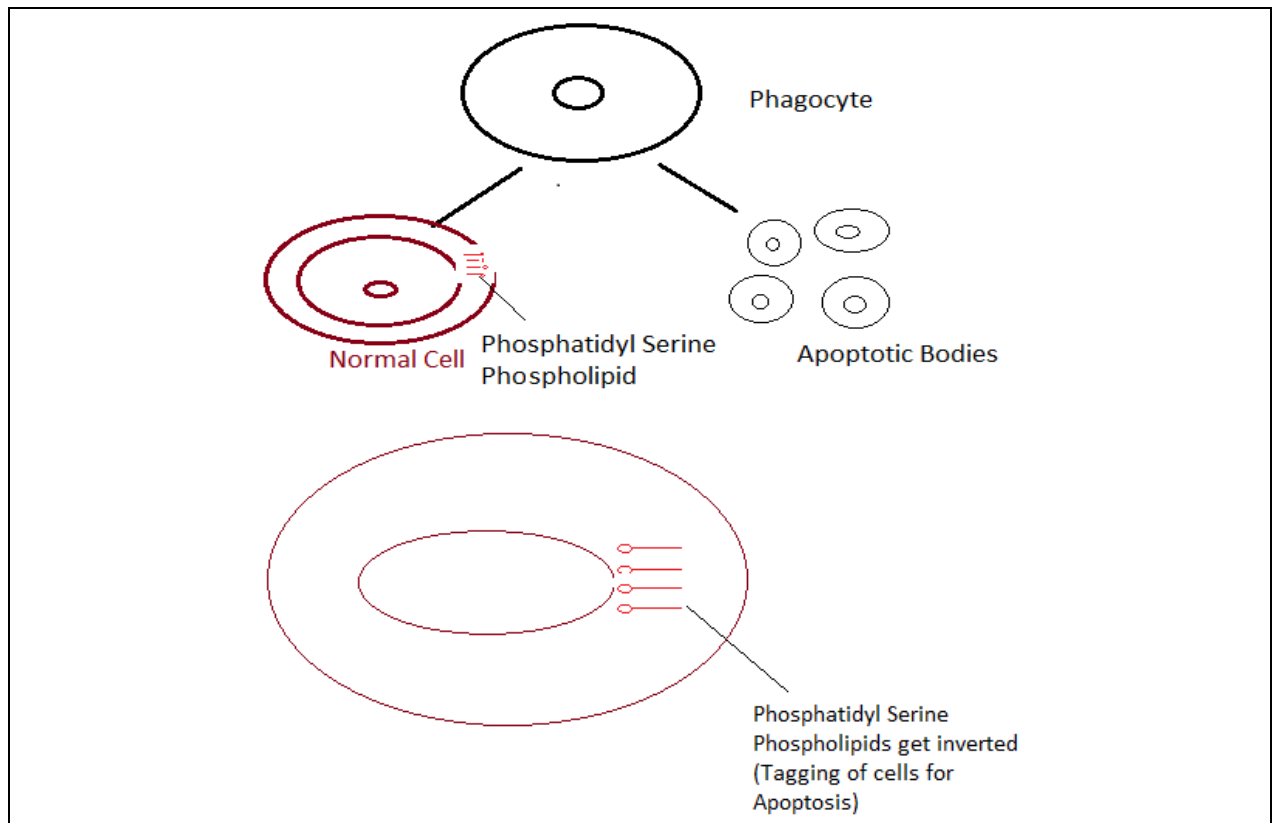 Phagocyte
Normal Cell
Phosphatidyl Serine
Phospholipid
Apoptotic Bodies
Phosphatidyl Serine
Phospholipids get inverted
(Tagging of cells for
Apoptosis)